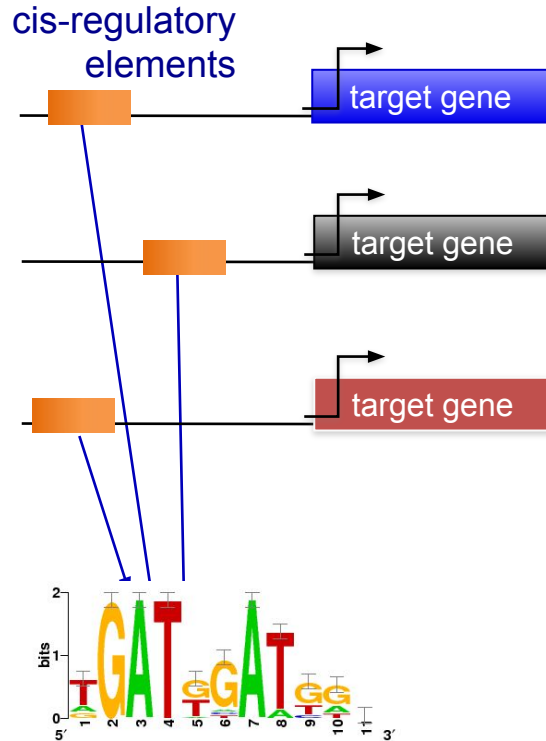 cis-regulatory
elements
target gene
target gene
target gene
2
1
0
bits
TGATGGATGG
1 2 3 4 5 6 7 8 9 10 11
5′ 3′